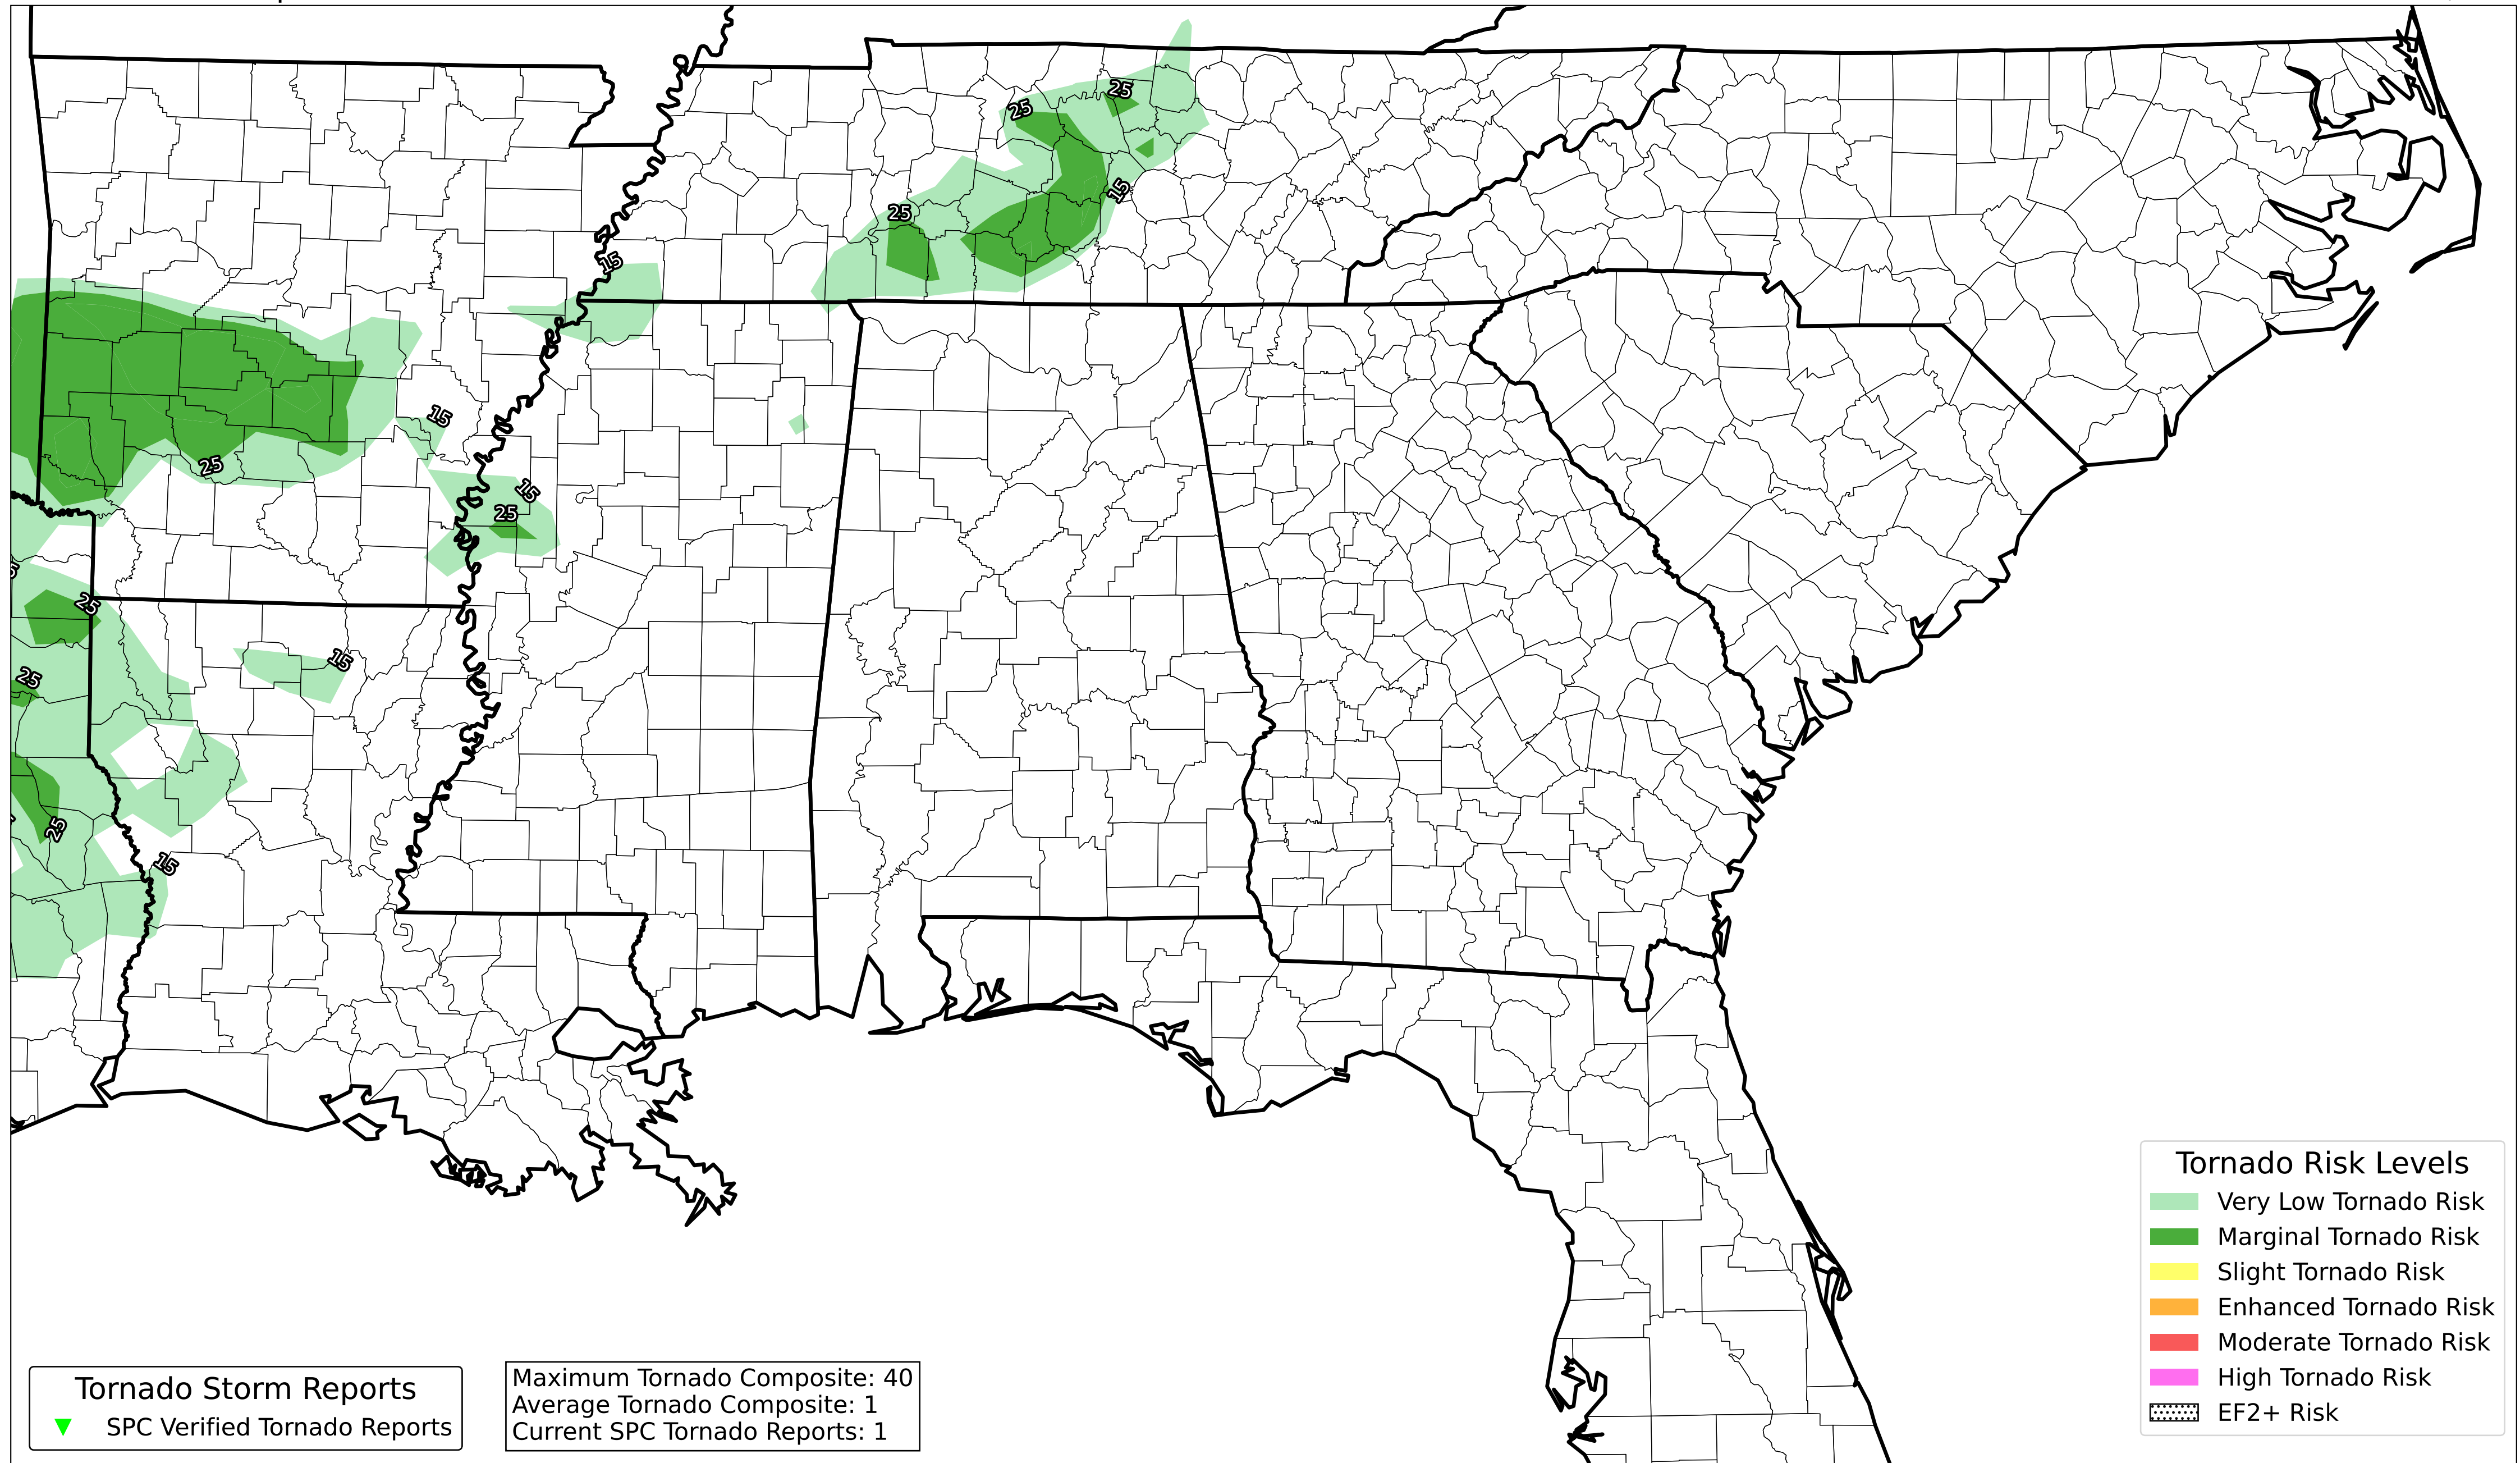 25
25
15
25
15
15
25
15
25
15
25
25
15
25
15
Tornado Risk Levels
Very Low Tornado Risk
Marginal Tornado Risk
Slight Tornado Risk
Enhanced Tornado Risk
Moderate Tornado Risk
High Tornado Risk
EF2+ Risk
Tornado Storm Reports
SPC Verified Tornado Reports
Maximum Tornado Composite: 40
Average Tornado Composite: 1
Current SPC Tornado Reports: 1